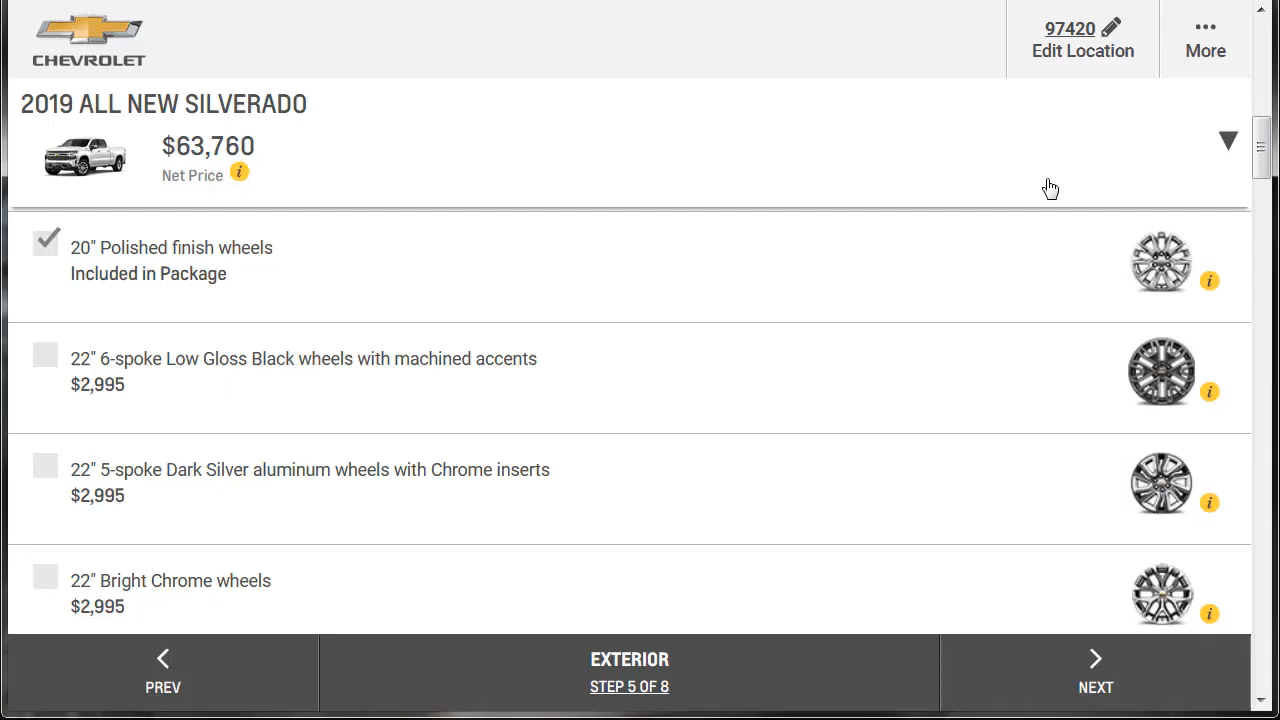 CHEVROLET
97420
Edit Location
More
2019 ALL NEW SILVERADO
$63,760
Net Price i
20" Polished finish wheels
Included in Package
i
22" 6-spoke Low Gloss Black wheels with machined accents
$2,995
i
22" 5-spoke Dark Silver aluminum wheels with Chrome inserts
$2,995
i
22" Bright Chrome wheels
$2,995
i
PREV
EXTERIOR
STEP 5 OF 8
NEXT